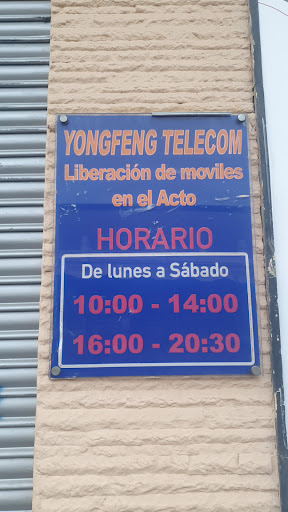 YONGFENG TELECOM
Liberación de moviles
en el Acto
HORARIO
De lunes a Sábado
10:00 - 14:00
16:00 - 20:30